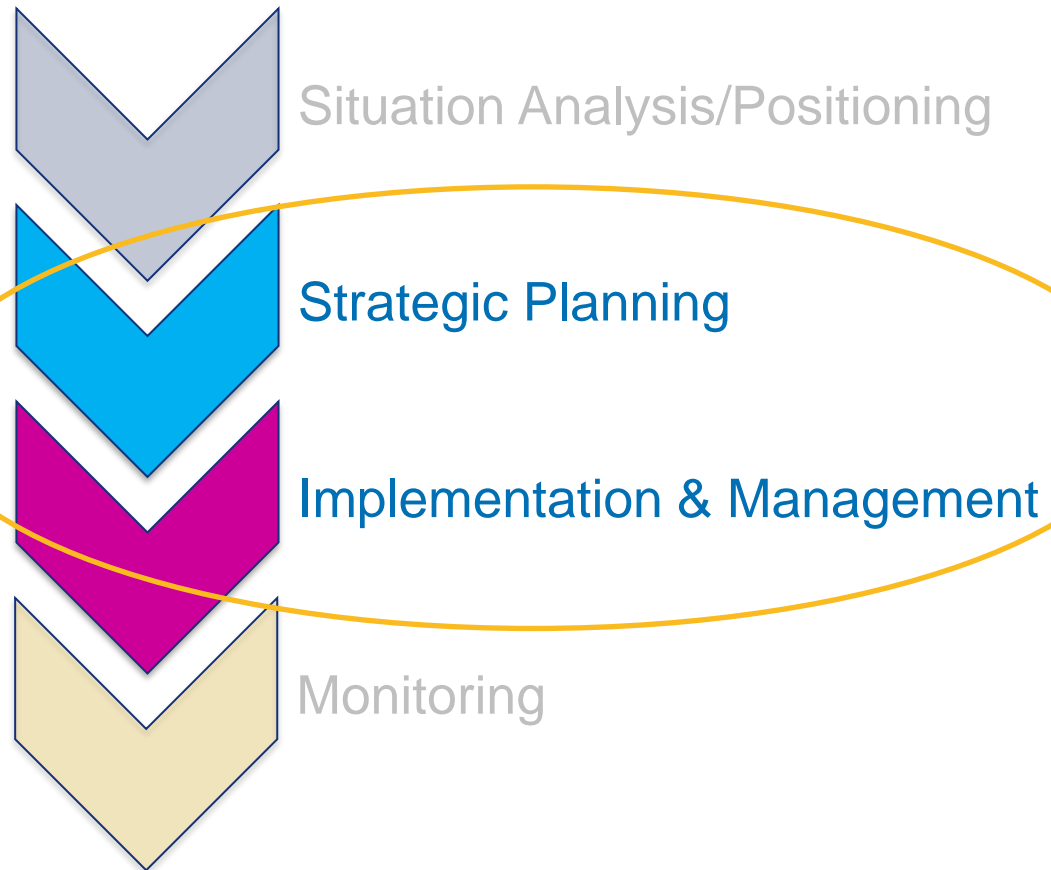 Situation Analysis/Positioning
Strategic Planning
Implementation & Management
Monitoring